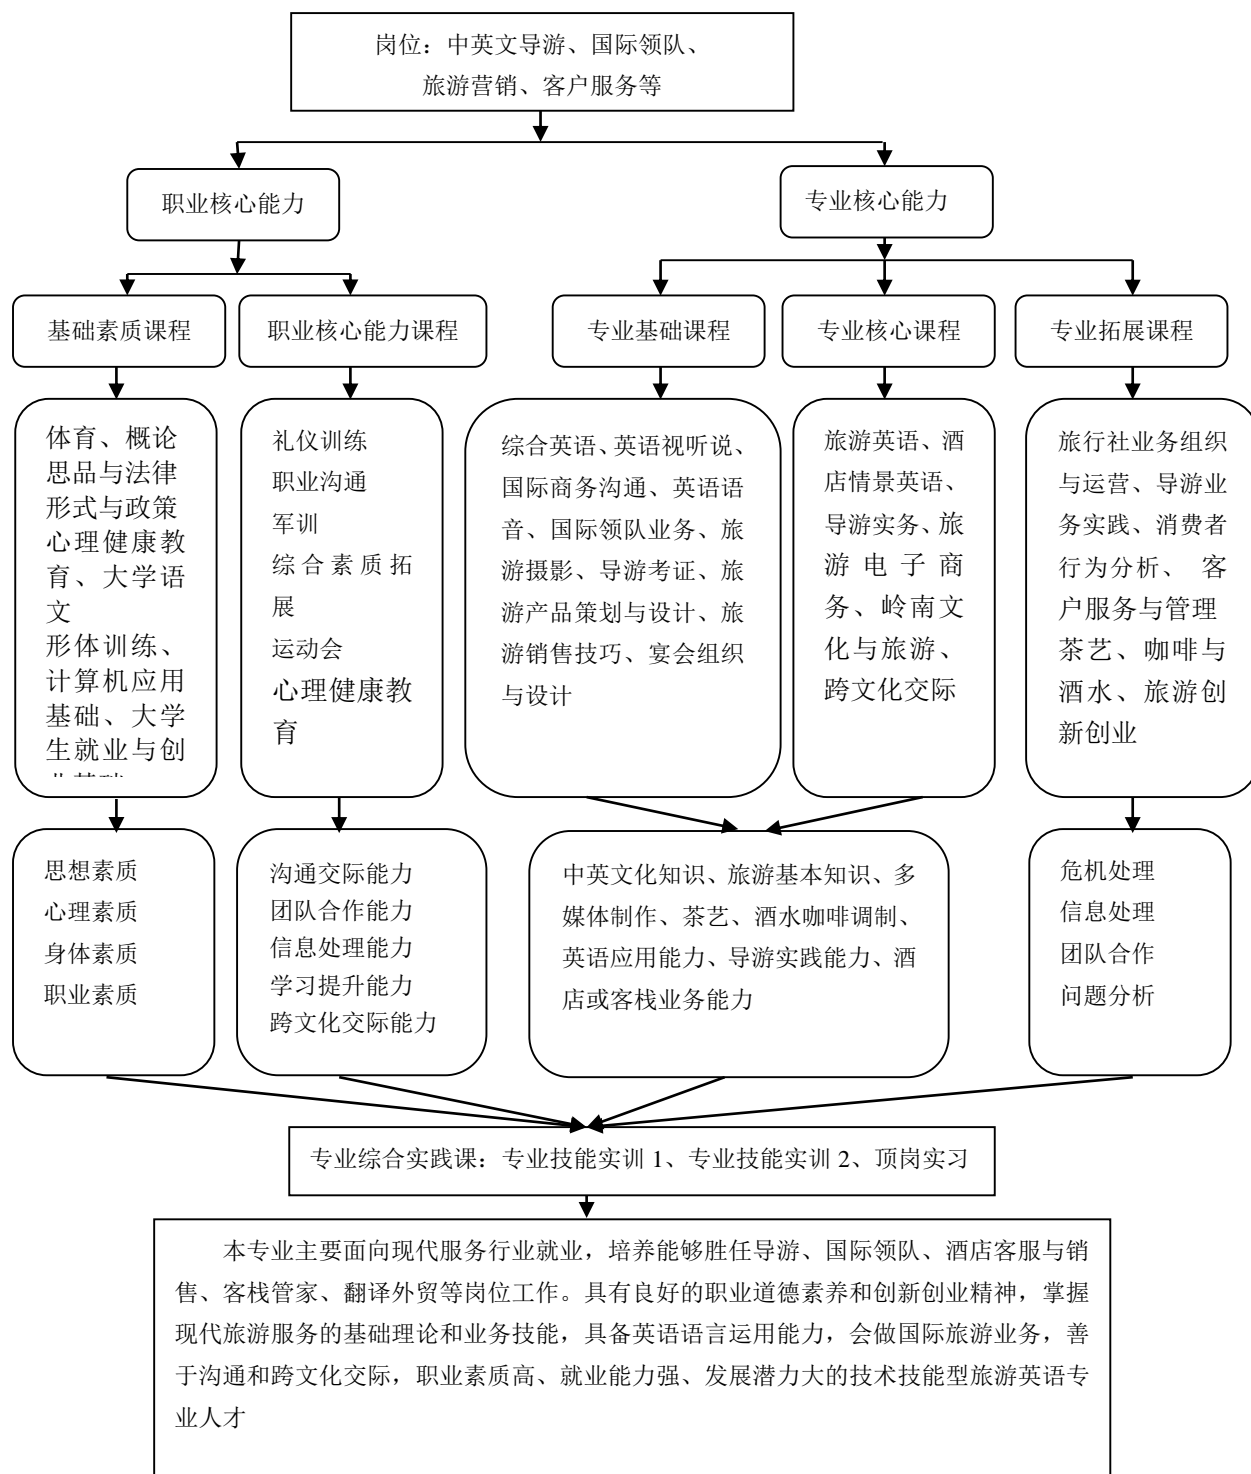 岗位：中英文导游、国际领队、
旅游营销、客户服务等
职业核心能力
专业核心能力
基础素质课程
职业核心能力课程
专业基础课程
专业核心课程
专业拓展课程
体育、概论
思品与法律
形式与政策
心理健康教
育、大学语
文
形体训练、
计算机应用
基础、大学
生就业与创
礼仪训练
职业沟通
军训
综合素质拓
展
运动会
心理健康教
育
综合英语、英语视听说、
国际商务沟通、英语语
音、国际领队业务、旅
游摄影、导游考证、旅
游产品策划与设计、旅
游销售技巧、宴会组织
与设计
旅游英语、酒
店情景英语、
导游实务、旅
游电子商
务、岭南文
化与旅游、
跨文化交际
旅行社业务组织
与运营、导游业
务实践、消费者
行为分析、 客
户服务与管理
茶艺、咖啡与
酒水、旅游创
新创业
思想素质
心理素质
身体素质
职业素质
沟通交际能力
团队合作能力
信息处理能力
学习提升能力
跨文化交际能力
中英文化知识、旅游基本知识、多
媒体制作、茶艺、酒水咖啡调制、
英语应用能力、导游实践能力、酒
店或客栈业务能力
危机处理
信息处理
团队合作
问题分析
专业综合实践课：专业技能实训 1、专业技能实训 2、顶岗实习
本专业主要面向现代服务行业就业，培养能够胜任导游、国际领队、酒店客服与销
售、客栈管家、翻译外贸等岗位工作。具有良好的职业道德素养和创新创业精神，掌握
现代旅游服务的基础理论和业务技能，具备英语语言运用能力，会做国际旅游业务，善
于沟通和跨文化交际，职业素质高、就业能力强、发展潜力大的技术技能型旅游英语专
业人才